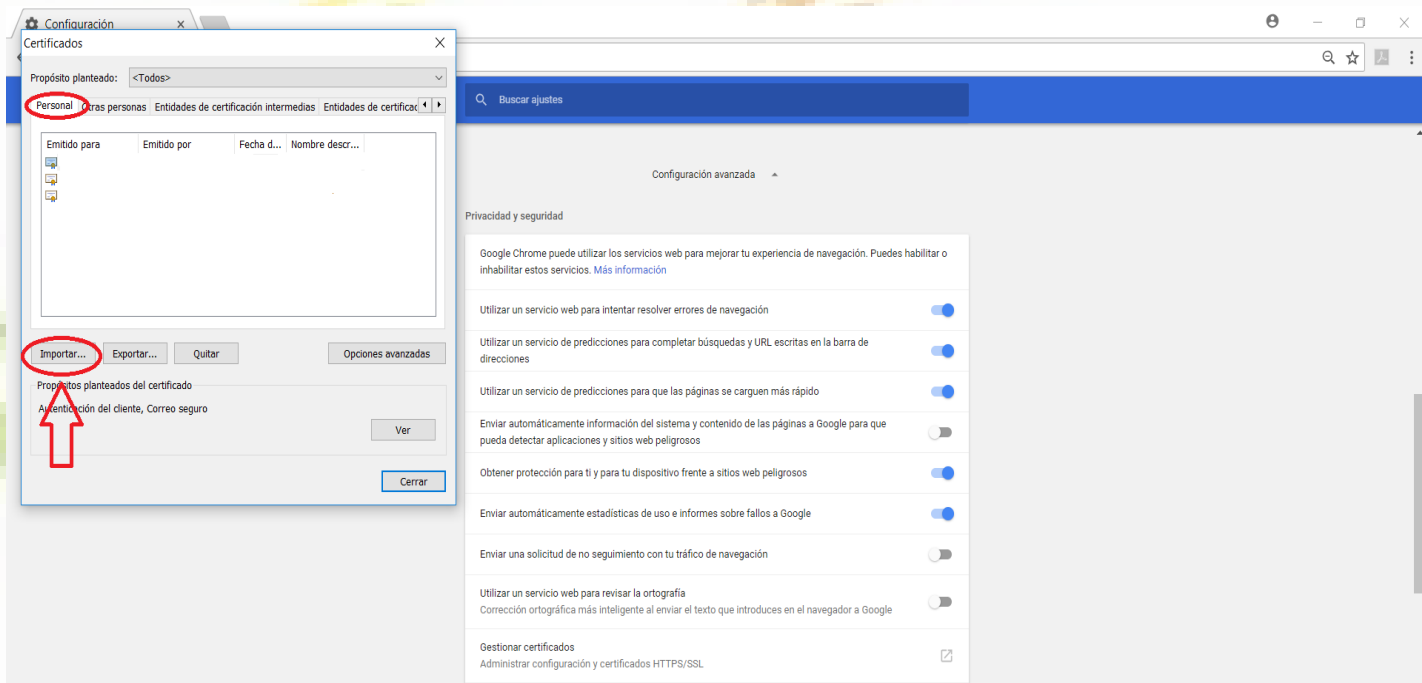 Configuración
Certificados
Propósito planteado: <Todos>
Personal Otras personas Entidades de certificación intermedias Entidades de certificac
Emitido para Emitido por Fecha d... Nombre descr...
Importar... Exportar... Quitar Opciones avanzadas
Propósitos planteados del certificado
Autenticación del cliente, Correo seguro
Ver
Cerrar
Buscar ajustes
Configuración avanzada
Privacidad y seguridad
Google Chrome puede utilizar los servicios web para mejorar tu experiencia de navegación. Puedes habilitar o
inhabilitar estos servicios. Más información
Utilizar un servicio web para intentar resolver errores de navegación
Utilizar un servicio de predicciones para completar búsquedas y URL escritas en la barra de
direcciones
Utilizar un servicio de predicciones para que las páginas se carguen más rápido
Enviar automáticamente información del sistema y contenido de las páginas a Google para que
pueda detectar aplicaciones y sitios web peligrosos
Obtener protección para ti y para tu dispositivo frente a sitios web peligrosos
Enviar automáticamente estadísticas de uso e informes sobre fallos a Google
Enviar una solicitud de no seguimiento con tu tráfico de navegación
Utilizar un servicio web para revisar la ortografía
Corrección ortográfica más inteligente al enviar el texto que introduces en el navegador a Google
Gestionar certificados
Administrar configuración y certificados HTTPS/SSL